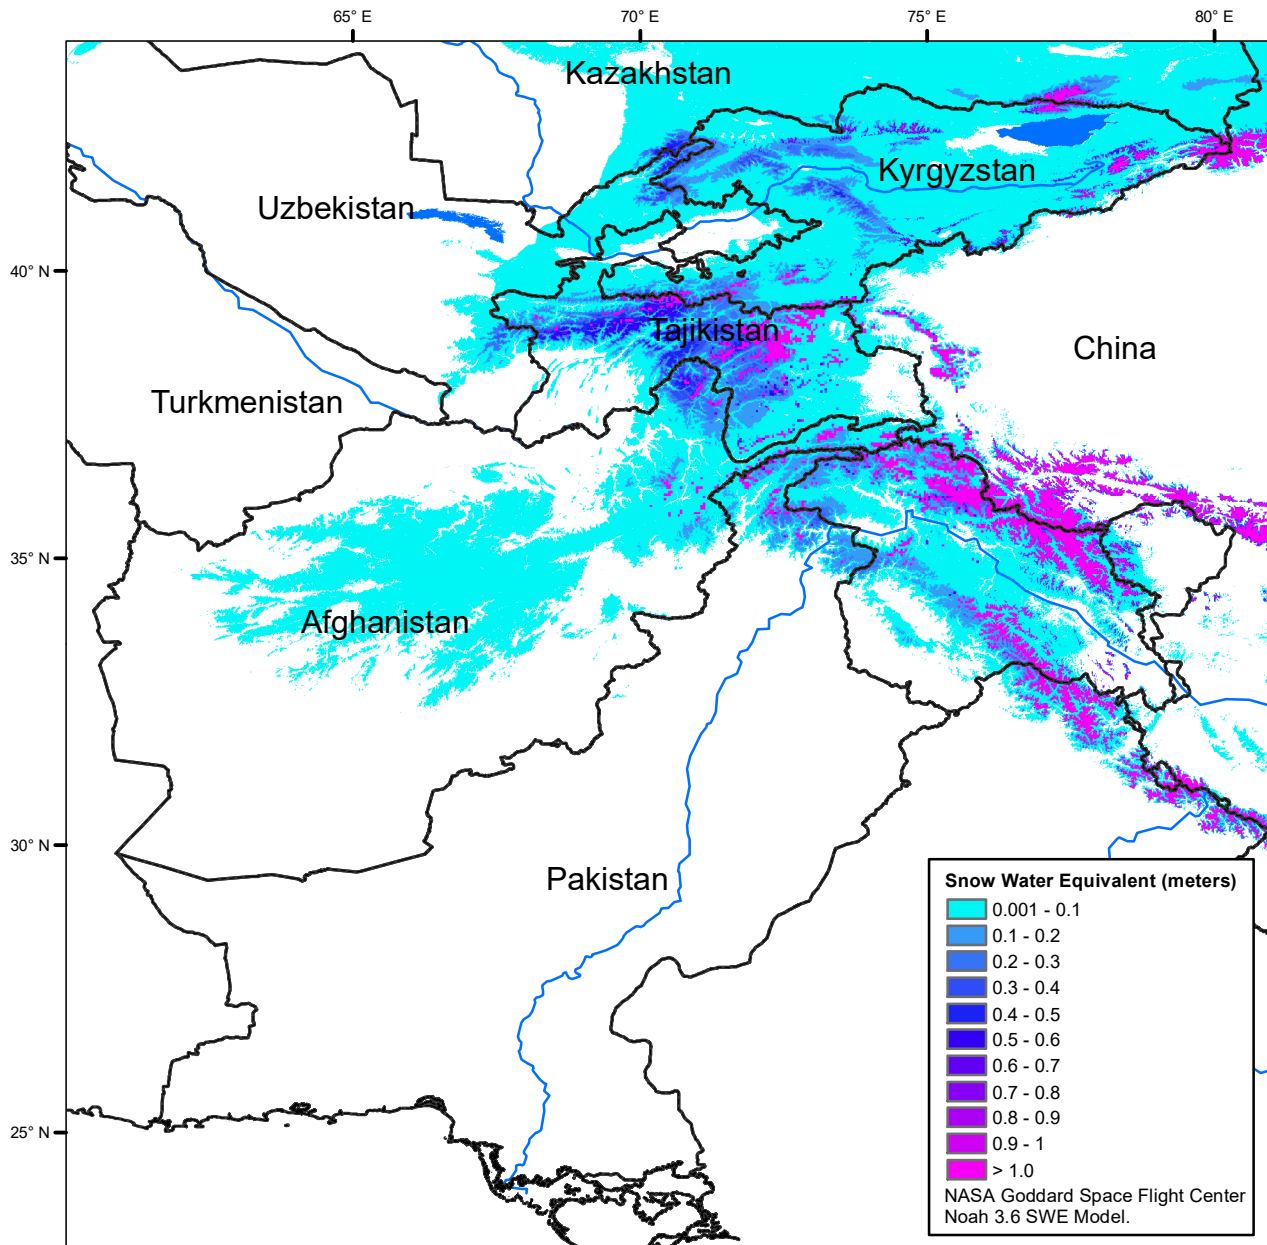 65° E
70° E
75° E
80° E
Kazakhstan
Kyrgyzstan
Uzbekistan
40° N
Tajikistan
China
Turkmenistan
35° N
Afghanistan
30° N
Pakistan
25° N
Snow Water Equivalent (meters)
0.001 - 0.1
0.1 - 0.2
0.2 - 0.3
0.3 - 0.4
0.4 - 0.5
0.5 - 0.6
0.6 - 0.7
0.7 - 0.8
0.8 - 0.9
0.9 - 1
> 1.0
NASA Goddard Space Flight Center
Noah 3.6 SWE Model.